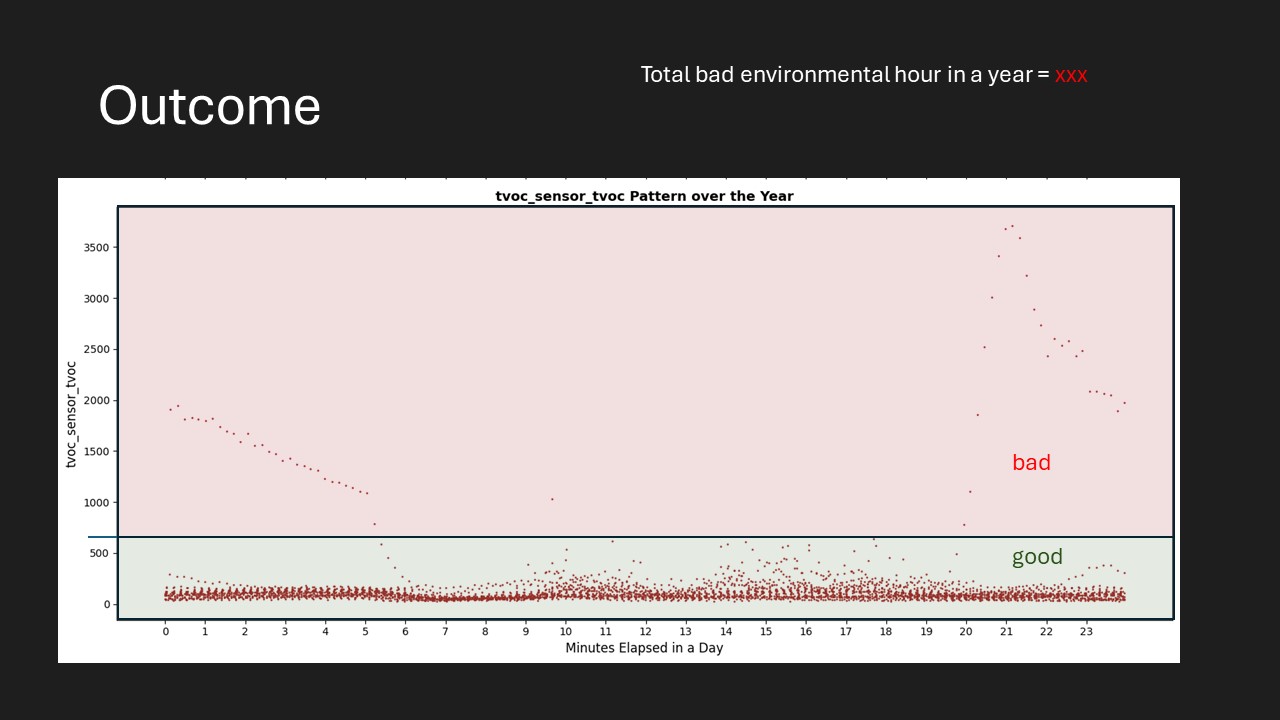 Total bad environmental hour in a year = xxx
Outcome
tvoc_sensor_tvoc Pattern over the Year
tvoc_sensor_tvoc
3500
3000
2500
2000
1500
1000
500
0
bad
good
0 1 2 3 4 5 6 7 8 9 10 11 12 13 14 15 16 17 18 19 20 21 22 23
Minutes Elapsed in a Day